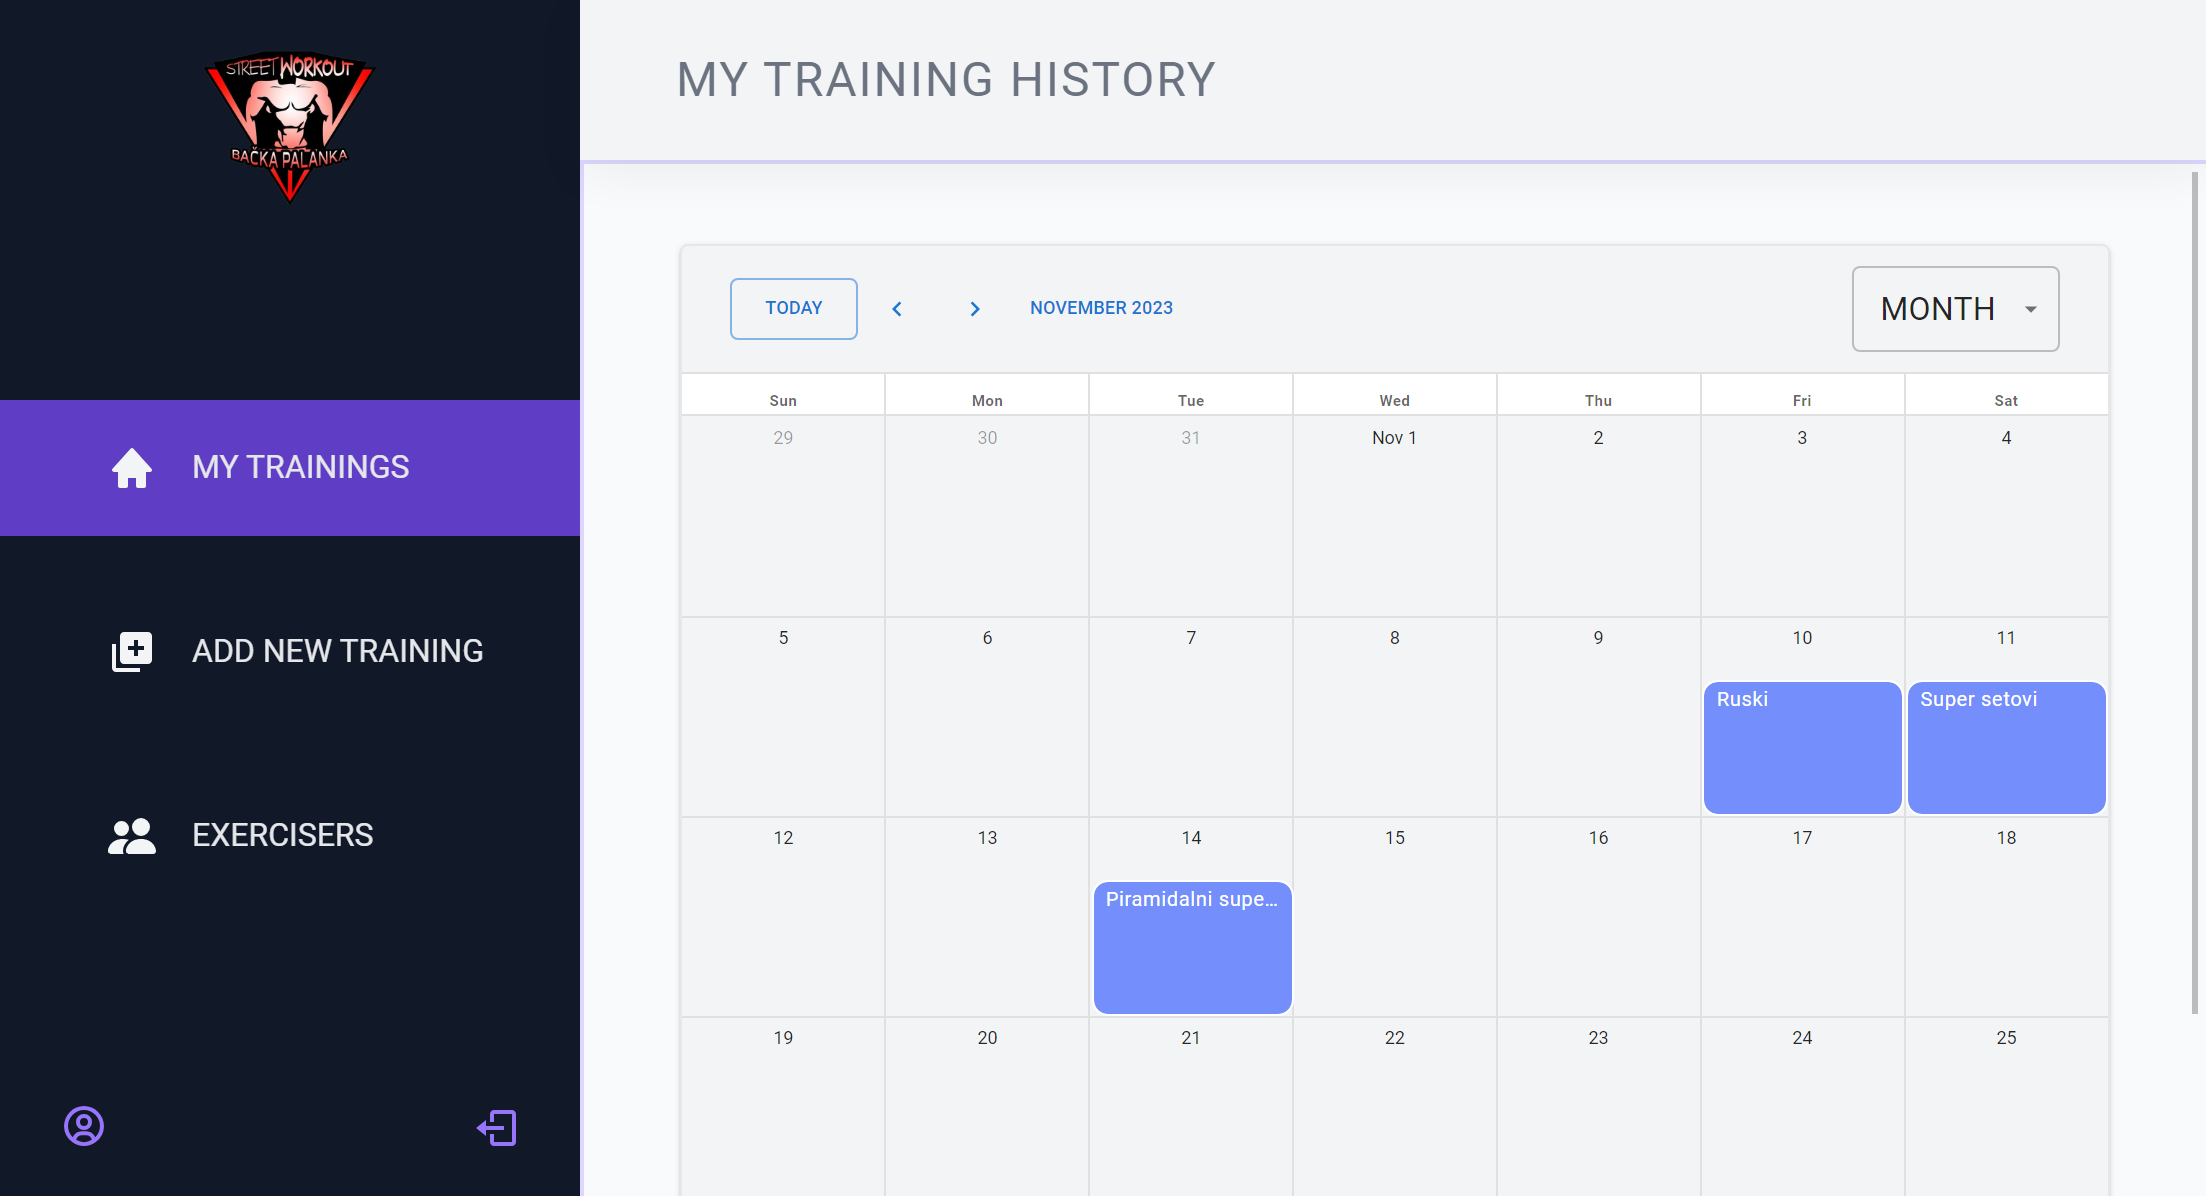 STREET WORKOUT
BAČKA PALANKA
MY TRAININGS
ADD NEW TRAINING
EXERCISERS
MY TRAINING HISTORY
TODAY
NOVEMBER 2023
MONTH
Sun Mon Tue Wed Thu Fri Sat
29 30 31 Nov 1 2 3 4
5 6 7 8 9 10 11
Ruski Super setovi
12 13 14 15 16 17 18
Piramidalni supe...
19 20 21 22 23 24 25